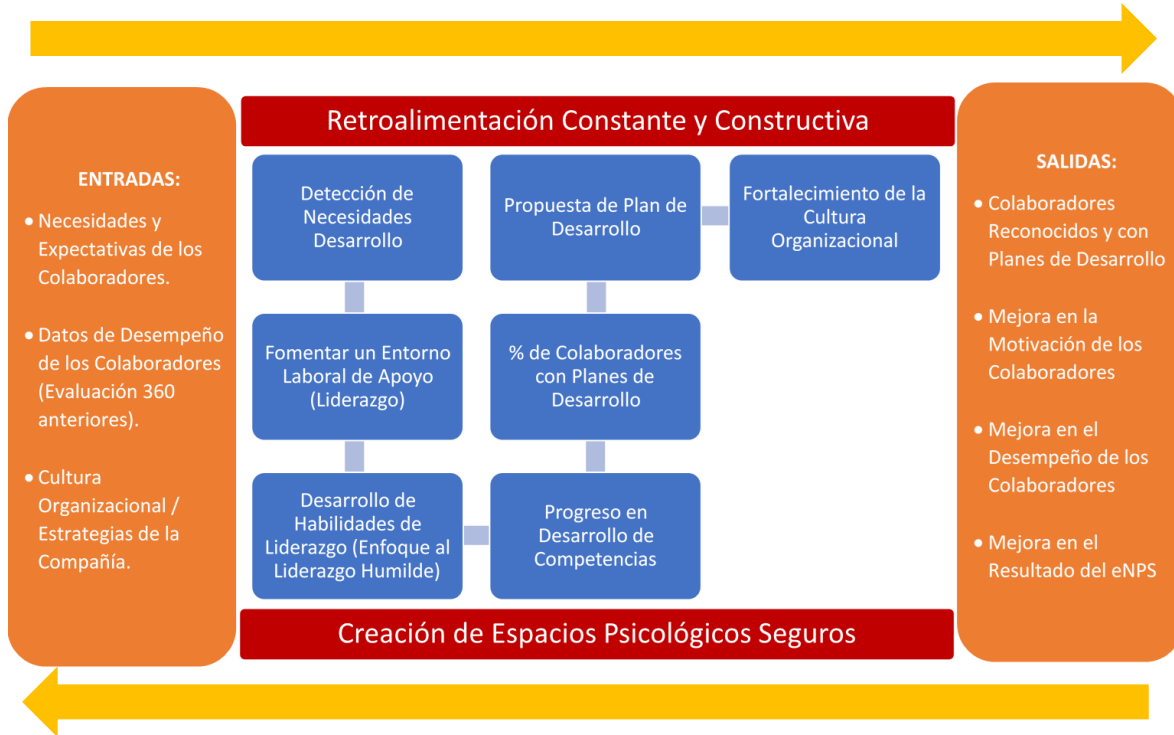 Retroalimentación Constante y Constructiva
ENTRADAS:
• Necesidades y
Expectativas de los
Colaboradores.
• Datos de Desempeño
de los Colaboradores
(Evaluación 360
anteriores).
• Cultura
Organizacional /
Estrategias de la
Compañía.
Detección de
Necesidades
Desarrollo
Fomentar un Entorno
Laboral de Apoyo
(Liderazgo)
Desarrollo de
Habilidades de
Liderazgo (Enfoque al
Liderazgo Humilde)
Progreso en
Desarrollo de
Competencias
% de Colaboradores
con Planes de
Desarrollo
Propuesta de Plan de
Desarrollo
Fortalecimiento de la
Cultura
Organizacional
SALIDAS:
• Colaboradores
Reconocidos y con
Planes de Desarrollo
• Mejora en la
Motivación de los
Colaboradores
• Mejora en el
Desempeño de los
Colaboradores
• Mejora en el
Resultado del eNPS
Creación de Espacios Psicológicos Seguros